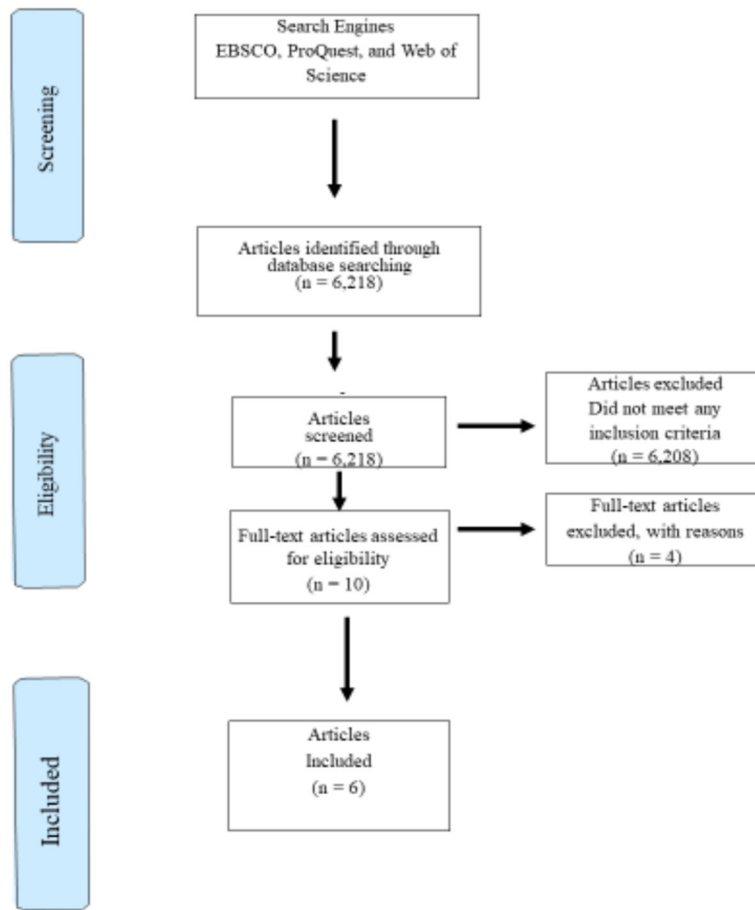 Screening
Search Engines
EBSCO, ProQuest, and Web of
Science
Articles identified through
database searching
(n = 6,218)
Eligibility
Articles
screened
(n = 6,218)
Articles excluded
Did not meet any
inclusion criteria
(n = 6,208)
Full-text articles assessed
for eligibility
(n = 10)
Full-text articles
excluded, with reasons
(n = 4)
Included
Articles
Included
(n = 6)